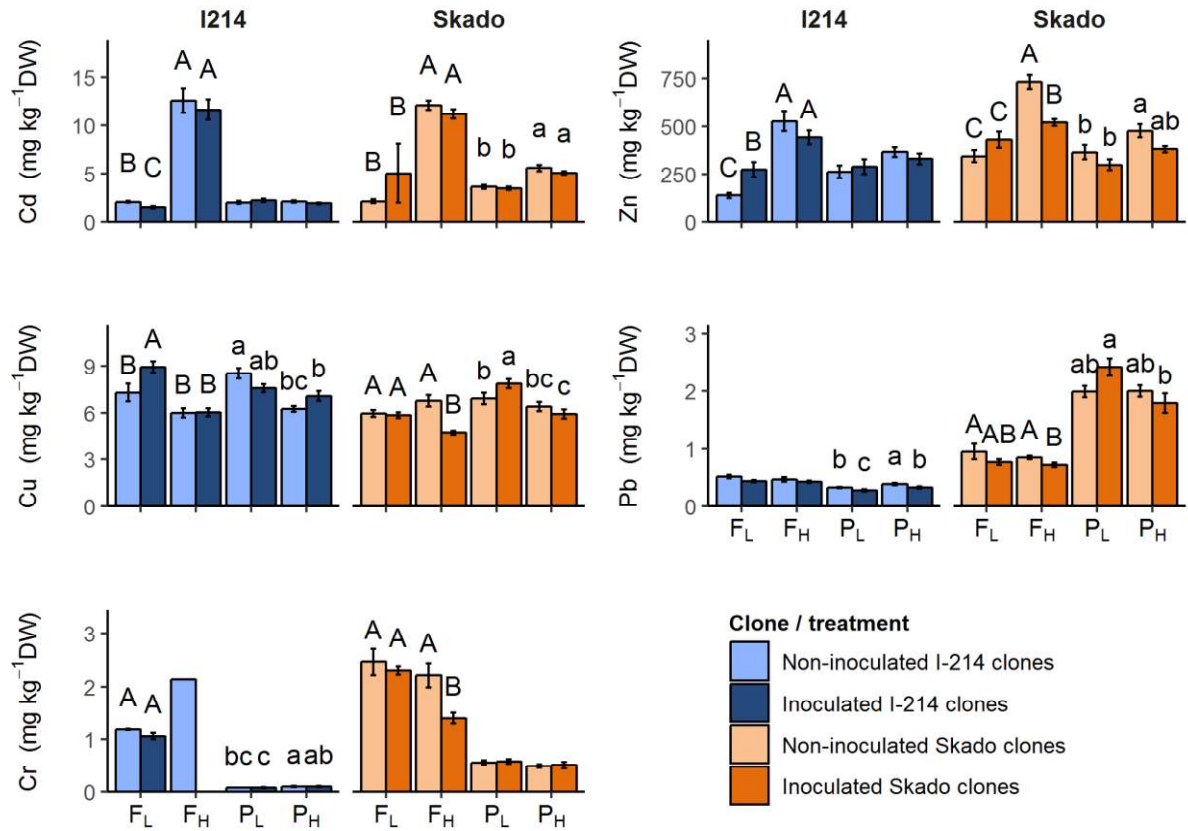 I214 Skado I214 Skado
Cd (mg kg⁻¹DW)
15
10
5
0
B C A A
B B A A b b a a
Zn (mg kg⁻¹DW)
750
500
250
0
C B A A
C C A B b b a ab
Cu (mg kg⁻¹DW)
9
6
3
0
B A B B a ab bc b
A A A B b a bc c
Pb (mg kg⁻¹DW)
3
2
1
0
b c a b
A AB A B ab a ab b
F_L F_H P_L P_H F_L F_H P_L P_H
Cr (mg kg⁻¹DW)
3
2
1
0
A A bc c a ab
A A A B
F_L F_H P_L P_H F_L F_H P_L P_H
Clone / treatment
Non-inoculated I-214 clones
Inoculated I-214 clones
Non-inoculated Skado clones
Inoculated Skado clones